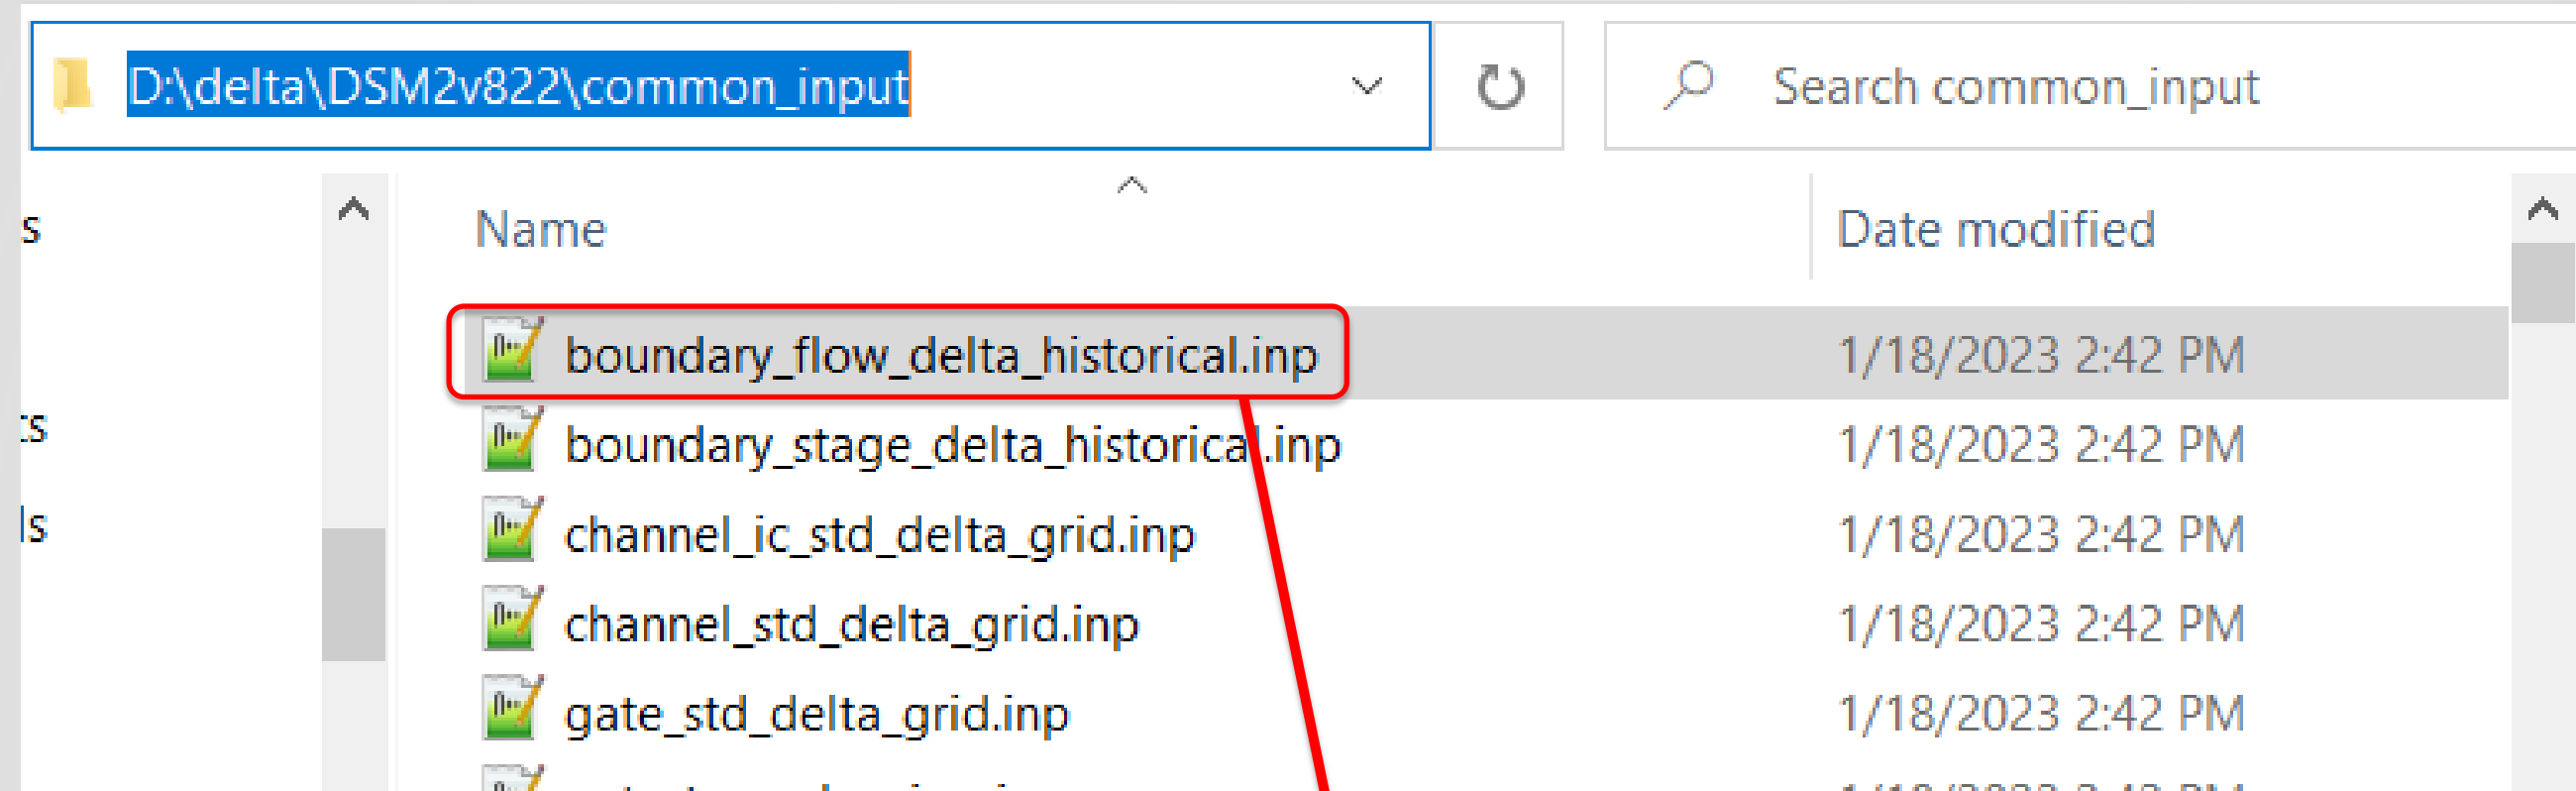 D:\delta\DSM2v822\common_input
Search common_input
Name
Date modified
boundary_flow_delta_historical.inp
1/18/2023 2:42 PM
boundary_stage_delta_historical.inp
1/18/2023 2:42 PM
channel_ic_std_delta_grid.inp
1/18/2023 2:42 PM
channel_std_delta_grid.inp
1/18/2023 2:42 PM
gate_std_delta_grid.inp
1/18/2023 2:42 PM